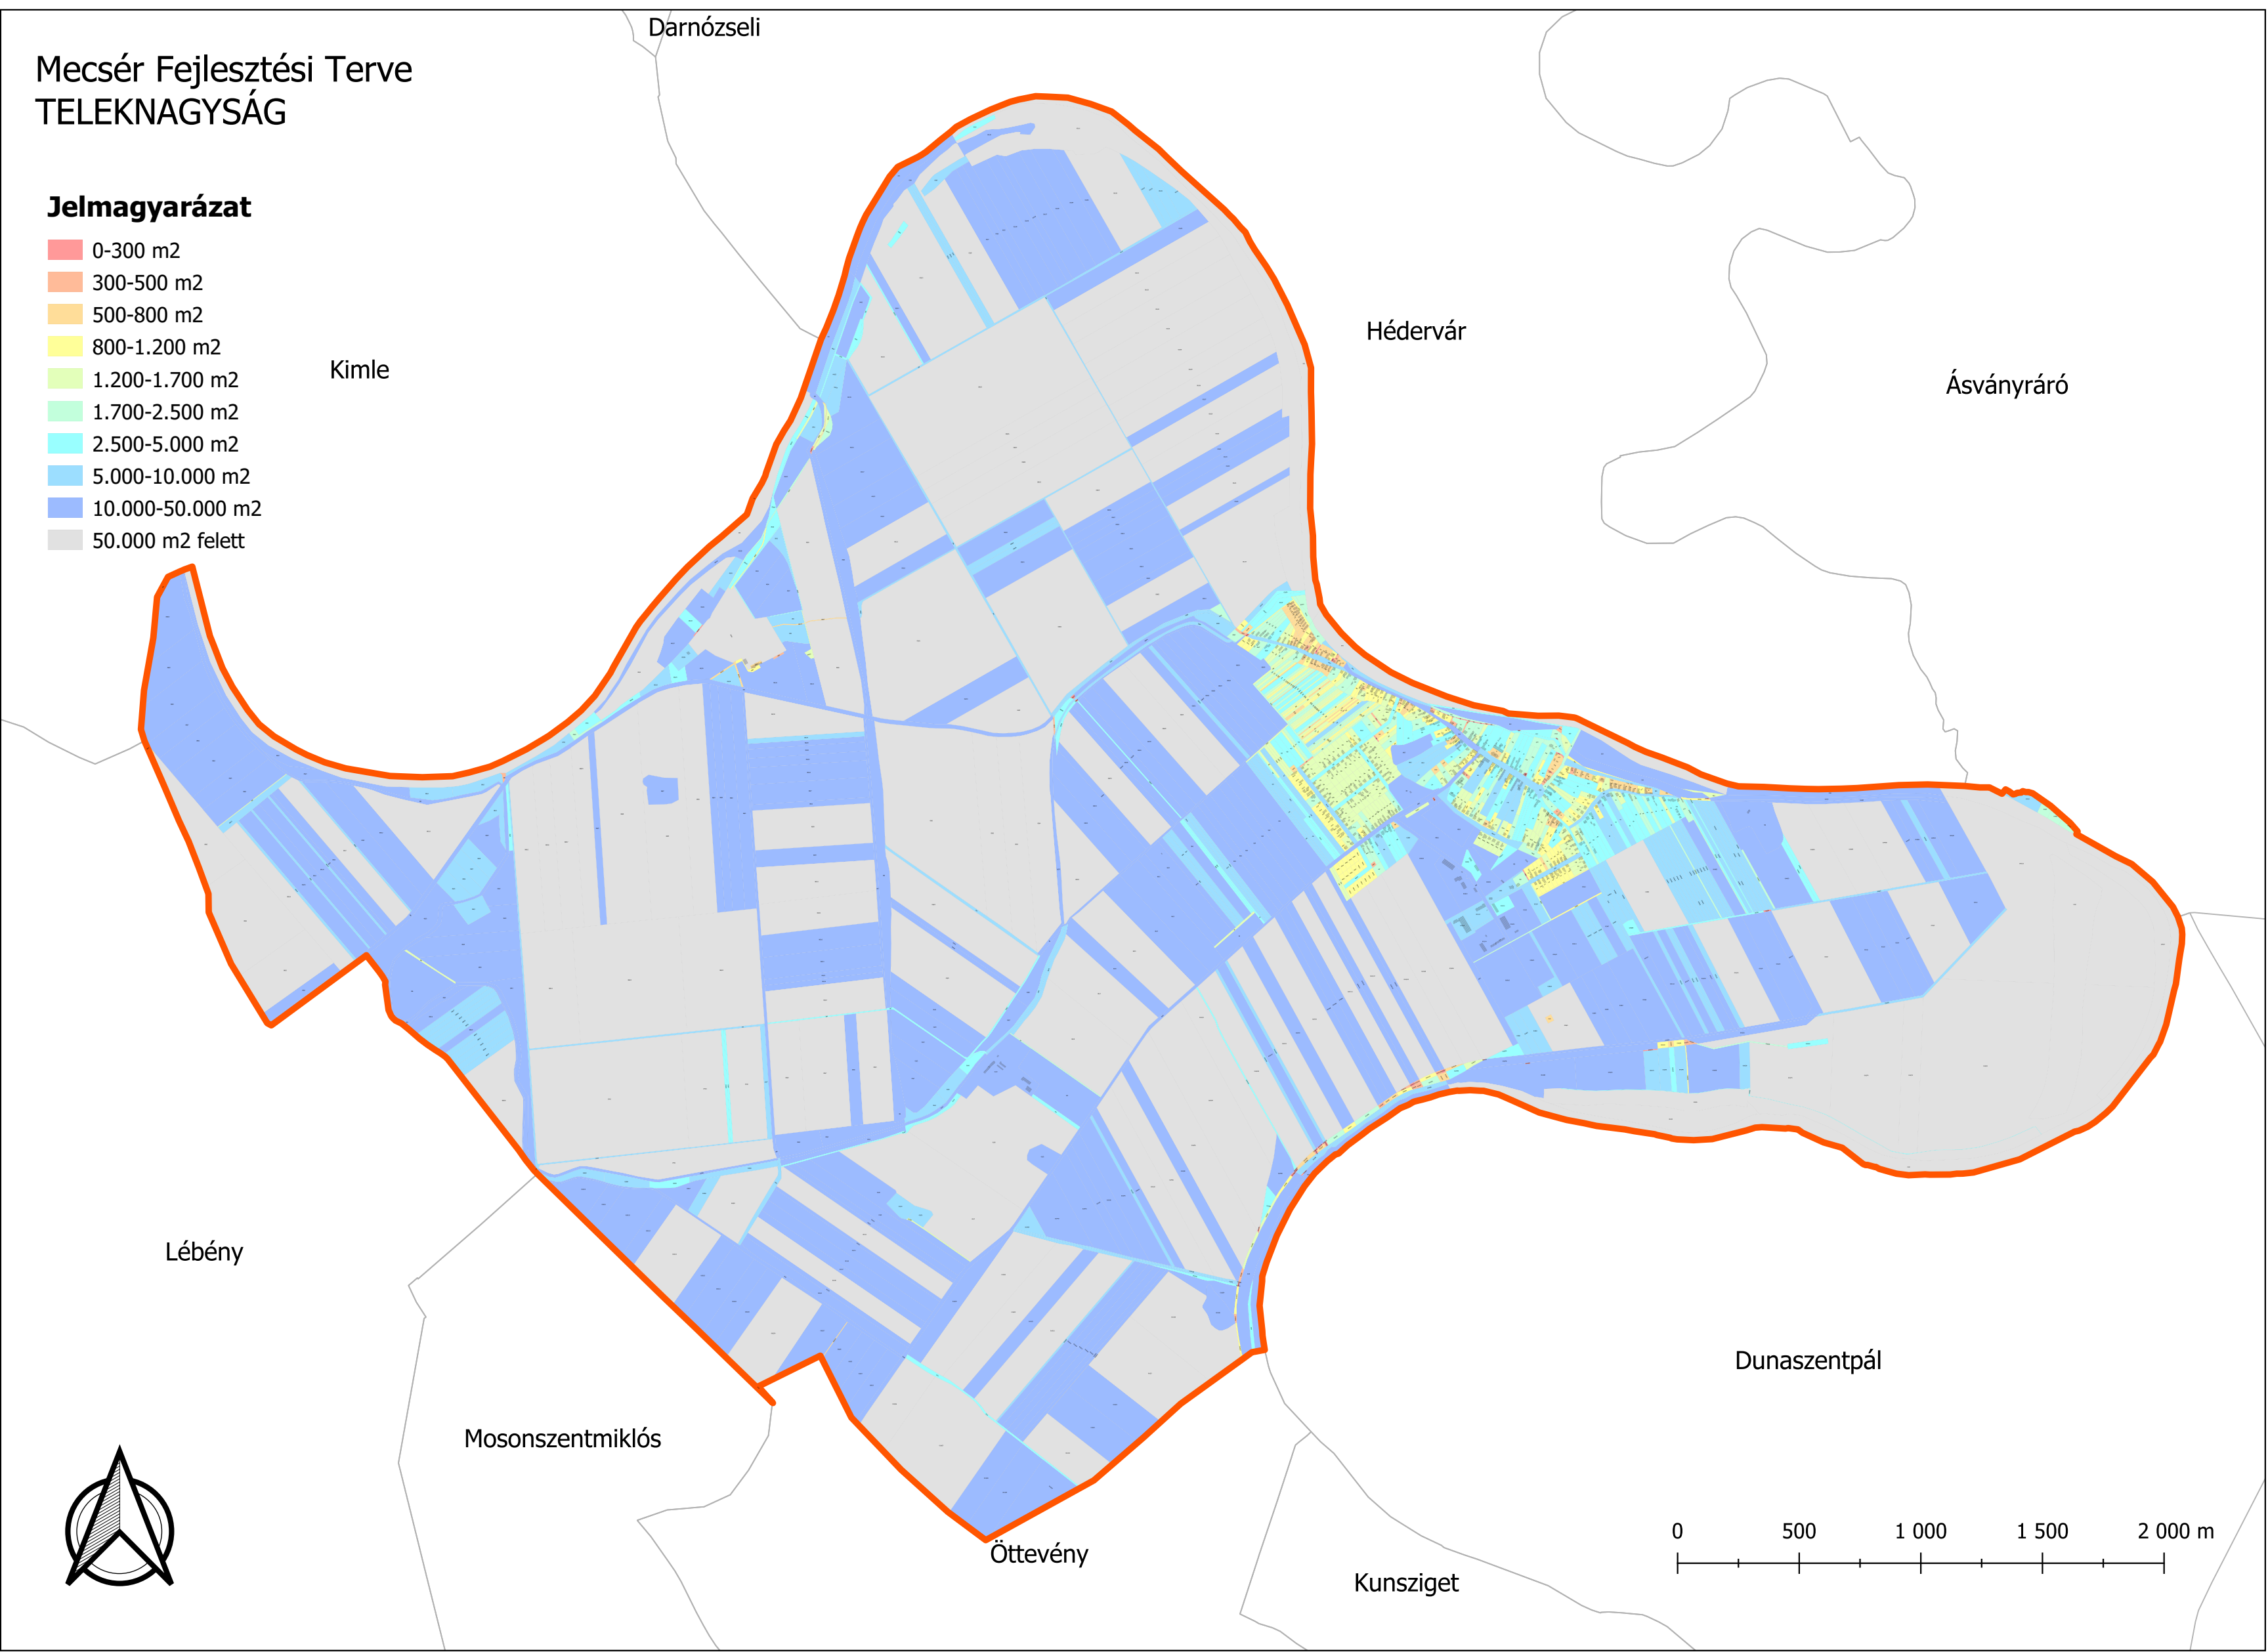 Mecsér Fejlesztési Terve
TELEKNAGYSÁG
Jelmagyarázat
0-300 m2
300-500 m2
500-800 m2
800-1.200 m2
1.200-1.700 m2
1.700-2.500 m2
2.500-5.000 m2
5.000-10.000 m2
10.000-50.000 m2
50.000 m2 felett
Darnózseli
Kimle
Hédervár
Ásványráró
Lébény
Mosonszentmiklós
Öttevény
Kunsziget
Dunaszentpál
0 500 1 000 1 500 2 000 m